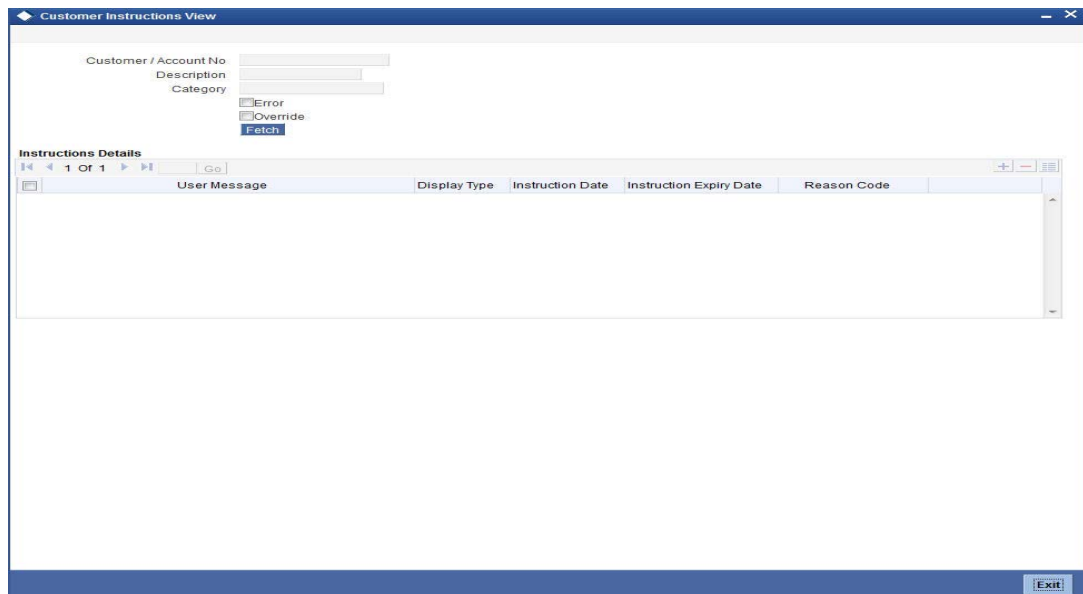 Customer Instructions View
Customer / Account No
Description
Category
Error
Override
Fetch
Instructions Details
1 Of 1 Go
User Message Display Type Instruction Date Instruction Expiry Date Reason Code
Exit